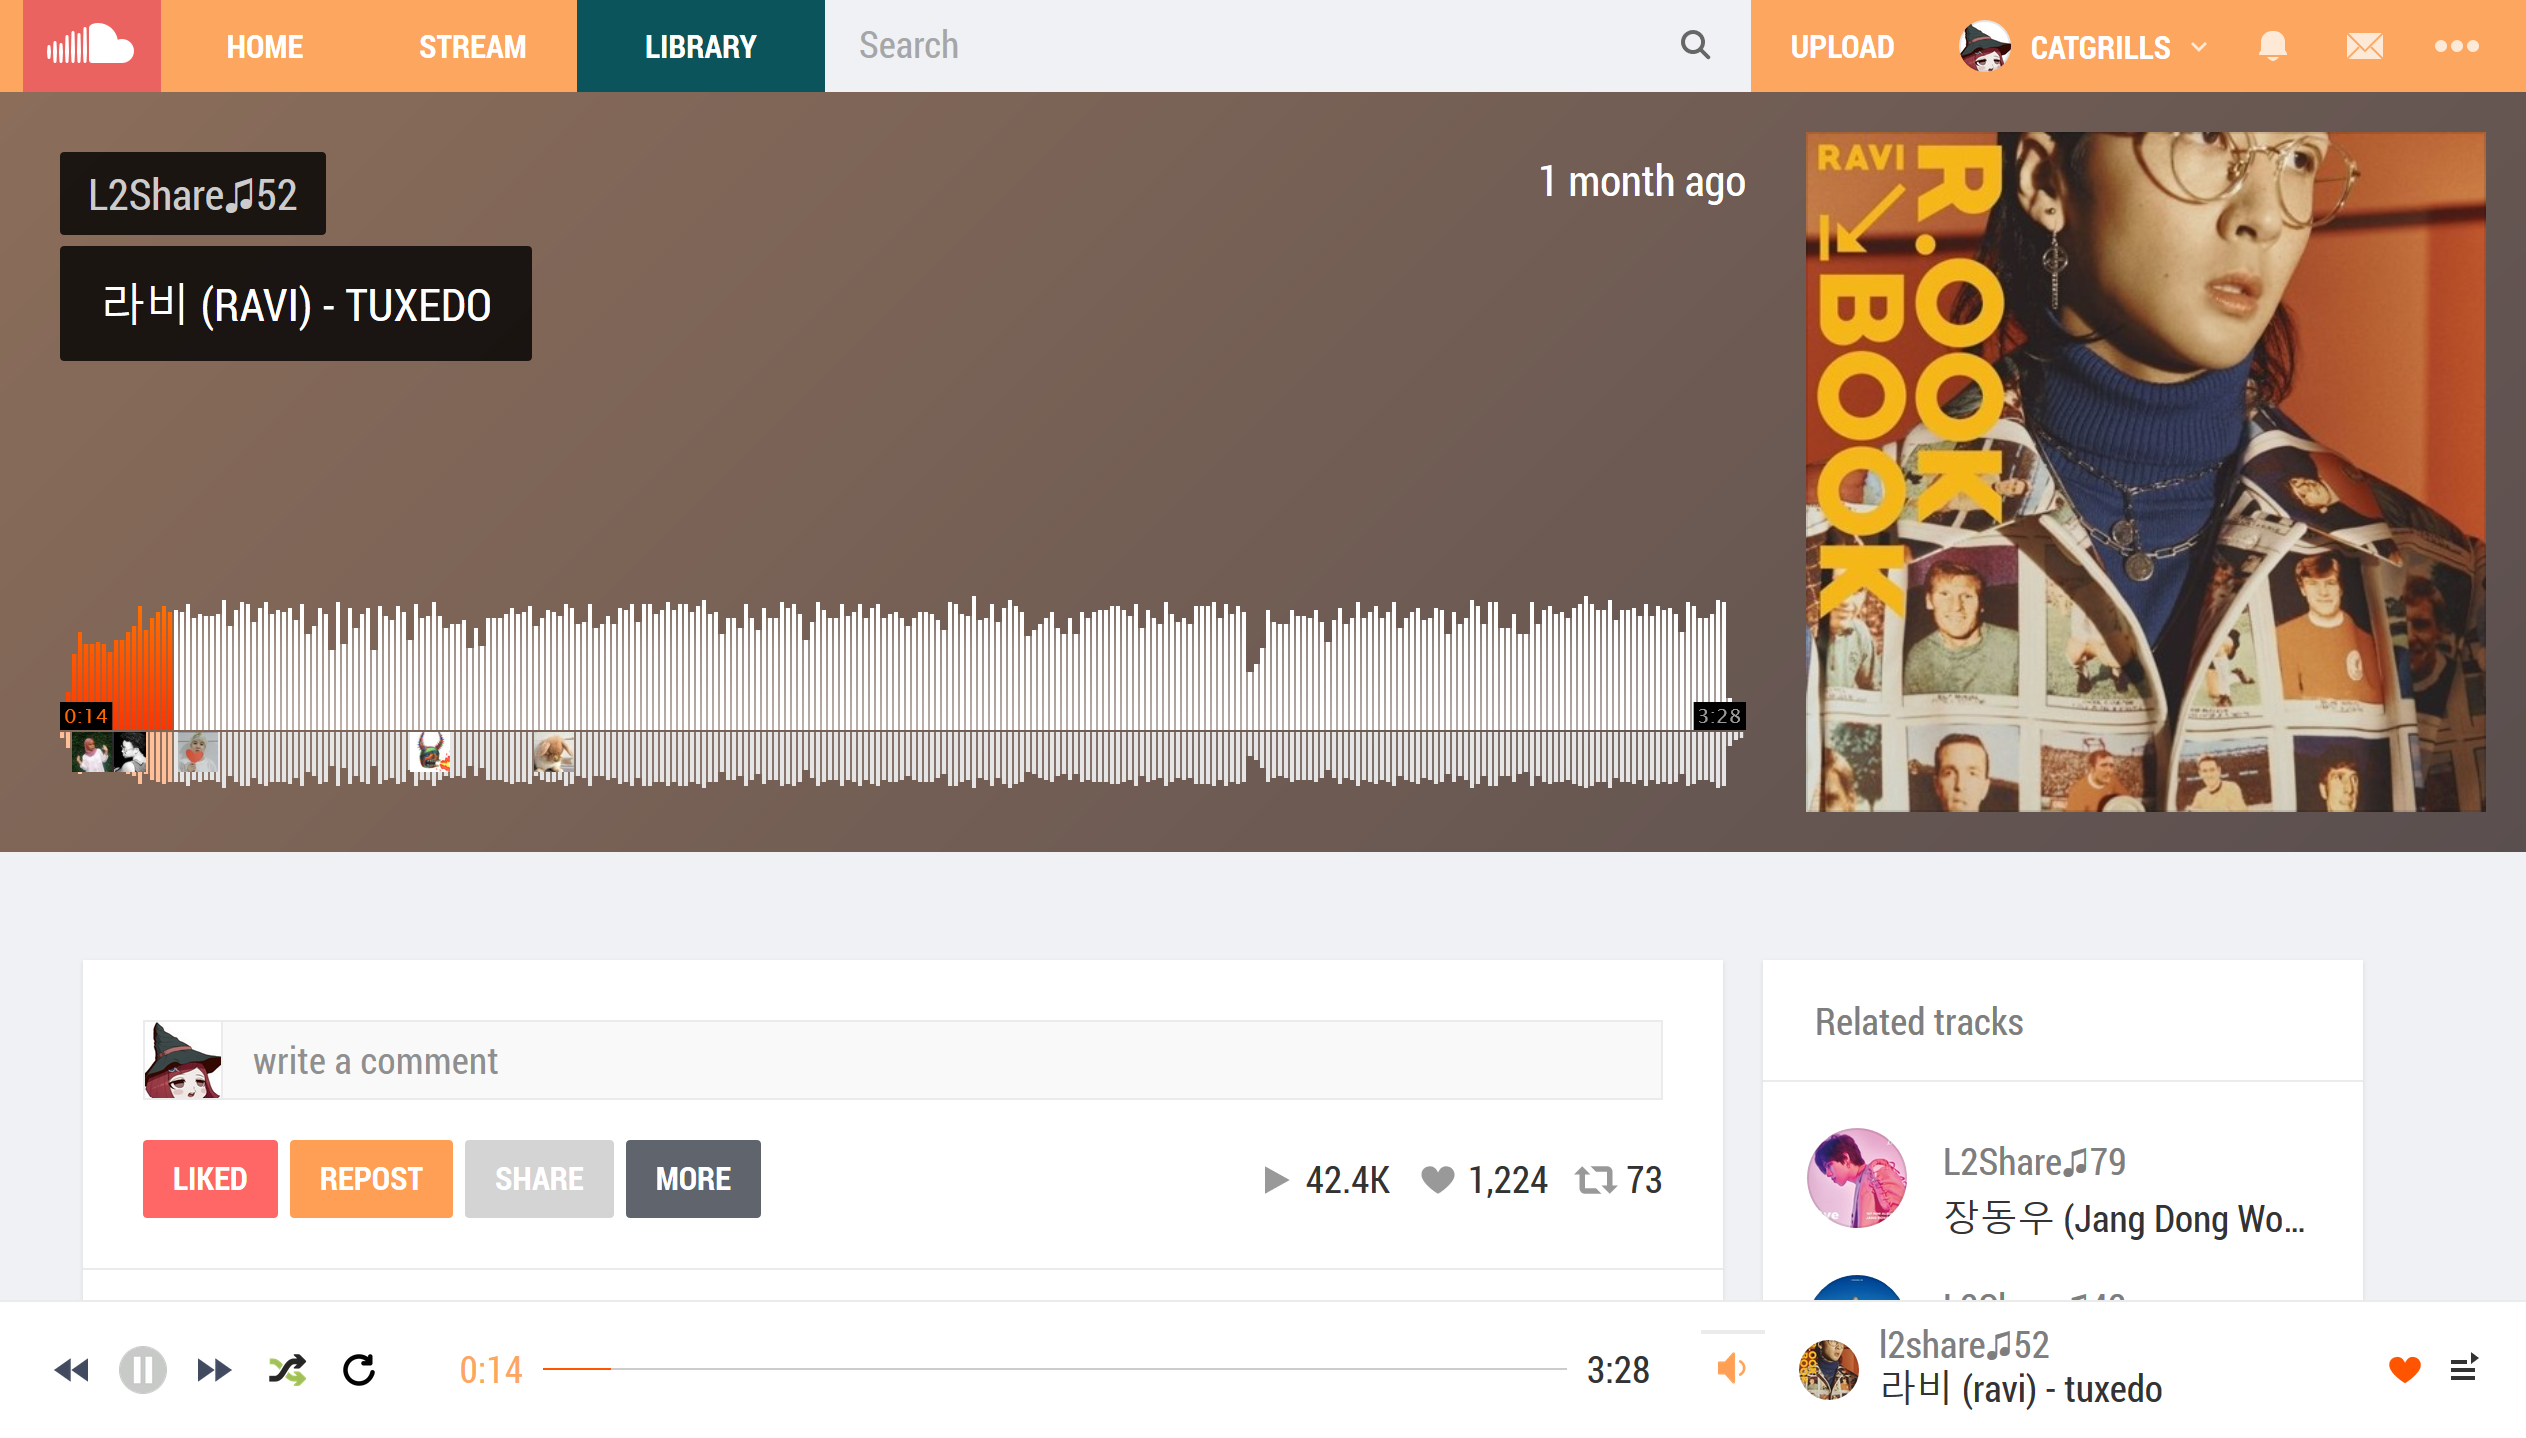 HOME
STREAM
LIBRARY
Search
UPLOAD
CATGRILLS
L2Share♫52
1 month ago
라비 (RAVI) - TUXEDO
RAVI
R.OOK
BOOK
0:14
3:28
write a comment
Related tracks
LIKED
REPOST
SHARE
MORE
42.4K
1,224
73
L2Share♫79
장동우 (Jang Dong Wo...
0:14
3:28
l2share♫52
라비 (ravi) - tuxedo